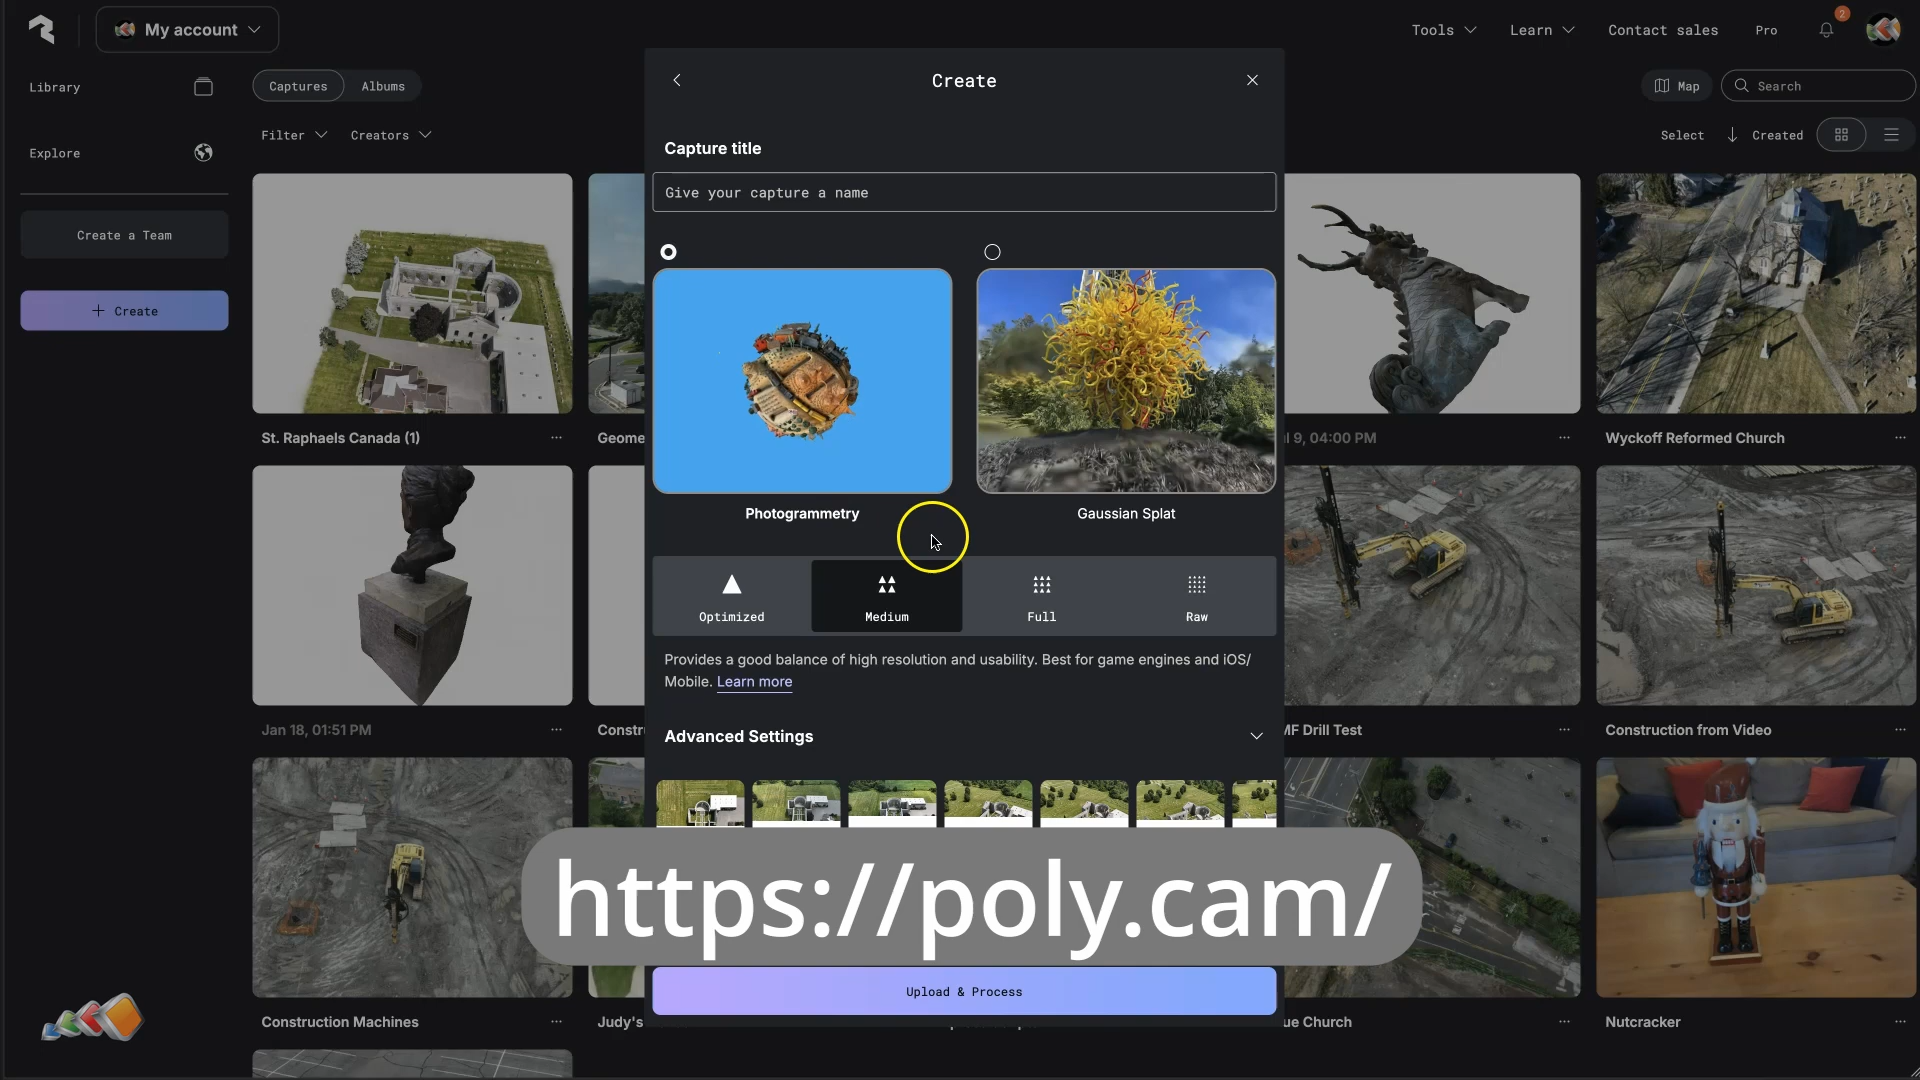 My account
Tools
Learn
Contact sales
Pro
2
Library
Captures
Albums
Map
Search
Filter
Creators
Select
Created
Explore
Create a Team
+ Create
Create
Capture title
Give your capture a name
Photogrammetry
Gaussian Splat
Optimized
Medium
Full
Raw
Provides a good balance of high resolution and usability. Best for game engines and iOS/
Mobile. Learn more
Advanced Settings
https://poly.cam/
Upload & Process
St. Raphaels Canada (1)
Geome
9, 04:00 PM
Wyckoff Reformed Church
Jan 18, 01:51 PM
Constru
MF Drill Test
Construction from Video
Construction Machines
Judy's
ue Church
Nutcracker